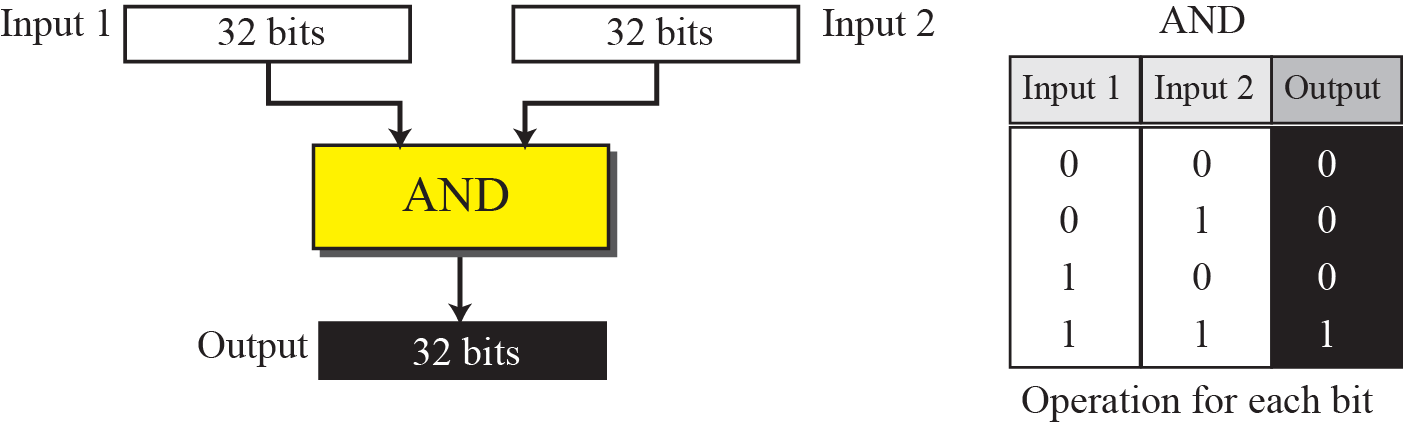 Input 1
32 bits
32 bits
Input 2
AND
Output
32 bits
AND
Input 1 Input 2 Output
0 0 0
0 1 0
1 0 0
1 1 1
Operation for each bit